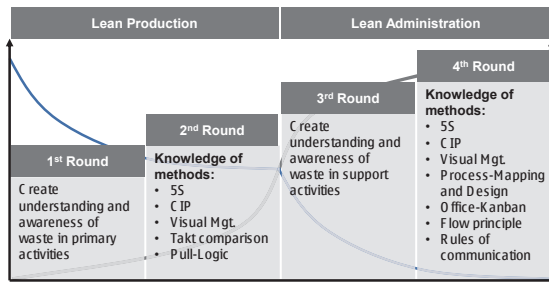 Lean Production
Lean Administration
1st Round
Create
understanding and
awareness of
waste in primary
activities
2nd Round
Knowledge of
methods:
• 5S
• CIP
• Visual Mgt.
• Takt comparison
• Pull-Logic
3rd Round
Create
understanding and
awareness of
waste in support
activities
4th Round
Knowledge of
methods:
• 5S
• CIP
• Visual Mgt.
• Process-Mapping
and Design
• Office-Kanban
• Flow principle
• Rules of
communication